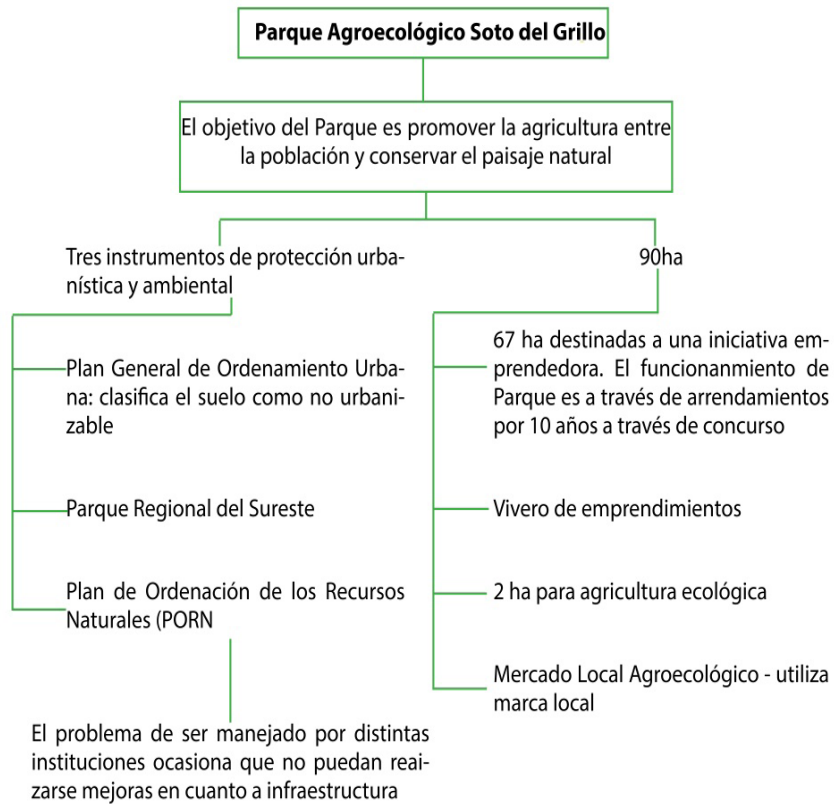 Parque Agroecológico Soto del Grillo
El objetivo del Parque es promover la agricultura entre
la población y conservar el paisaje natural
Tres instrumentos de protección urba-
nística y ambiental
Plan General de Ordenamiento Urba-
na: clasifica el suelo como no urbani-
zable
Parque Regional del Sureste
Plan de Ordenación de los Recursos
Naturales (PORN
El problema de ser manejado por distintas
instituciones ocasiona que no puedan reai-
zarse mejoras en cuanto a infraestructura
90ha
67 ha destinadas a una iniciativa em-
prendedora. El funcionanmiento de
Parque es a través de arrendamientos
por 10 años a través de concurso
Vivero de emprendimientos
2 ha para agricultura ecológica
Mercado Local Agroecológico - utiliza
marca local